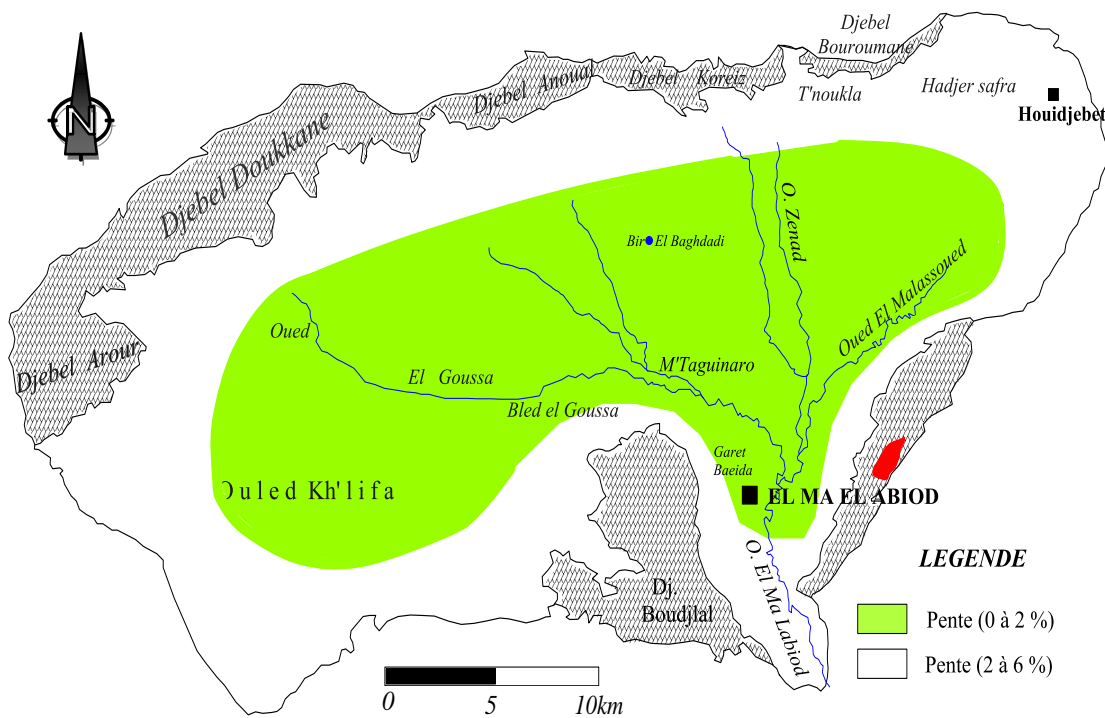 Djebel
Bouroumane
Djebel Anoual
Djebel Koreiz
T'noukla
Hadjer safra
Houidjebet
N
Djebel Doukkane
O. Zenad
Bir El Baghdadi
Oued El Malassoued
Oued
El Goussa
M'Taguinaro
Djebel Arour
Bled el Goussa
Garet
Baeida
Ouled Kh'lifa
EL MA EL ABIOD
O. El Ma Labiod
Dj.
Boudjlal
LEGENDE
Pente (0 à 2 %)
Pente (2 à 6 %)
0 5 10km